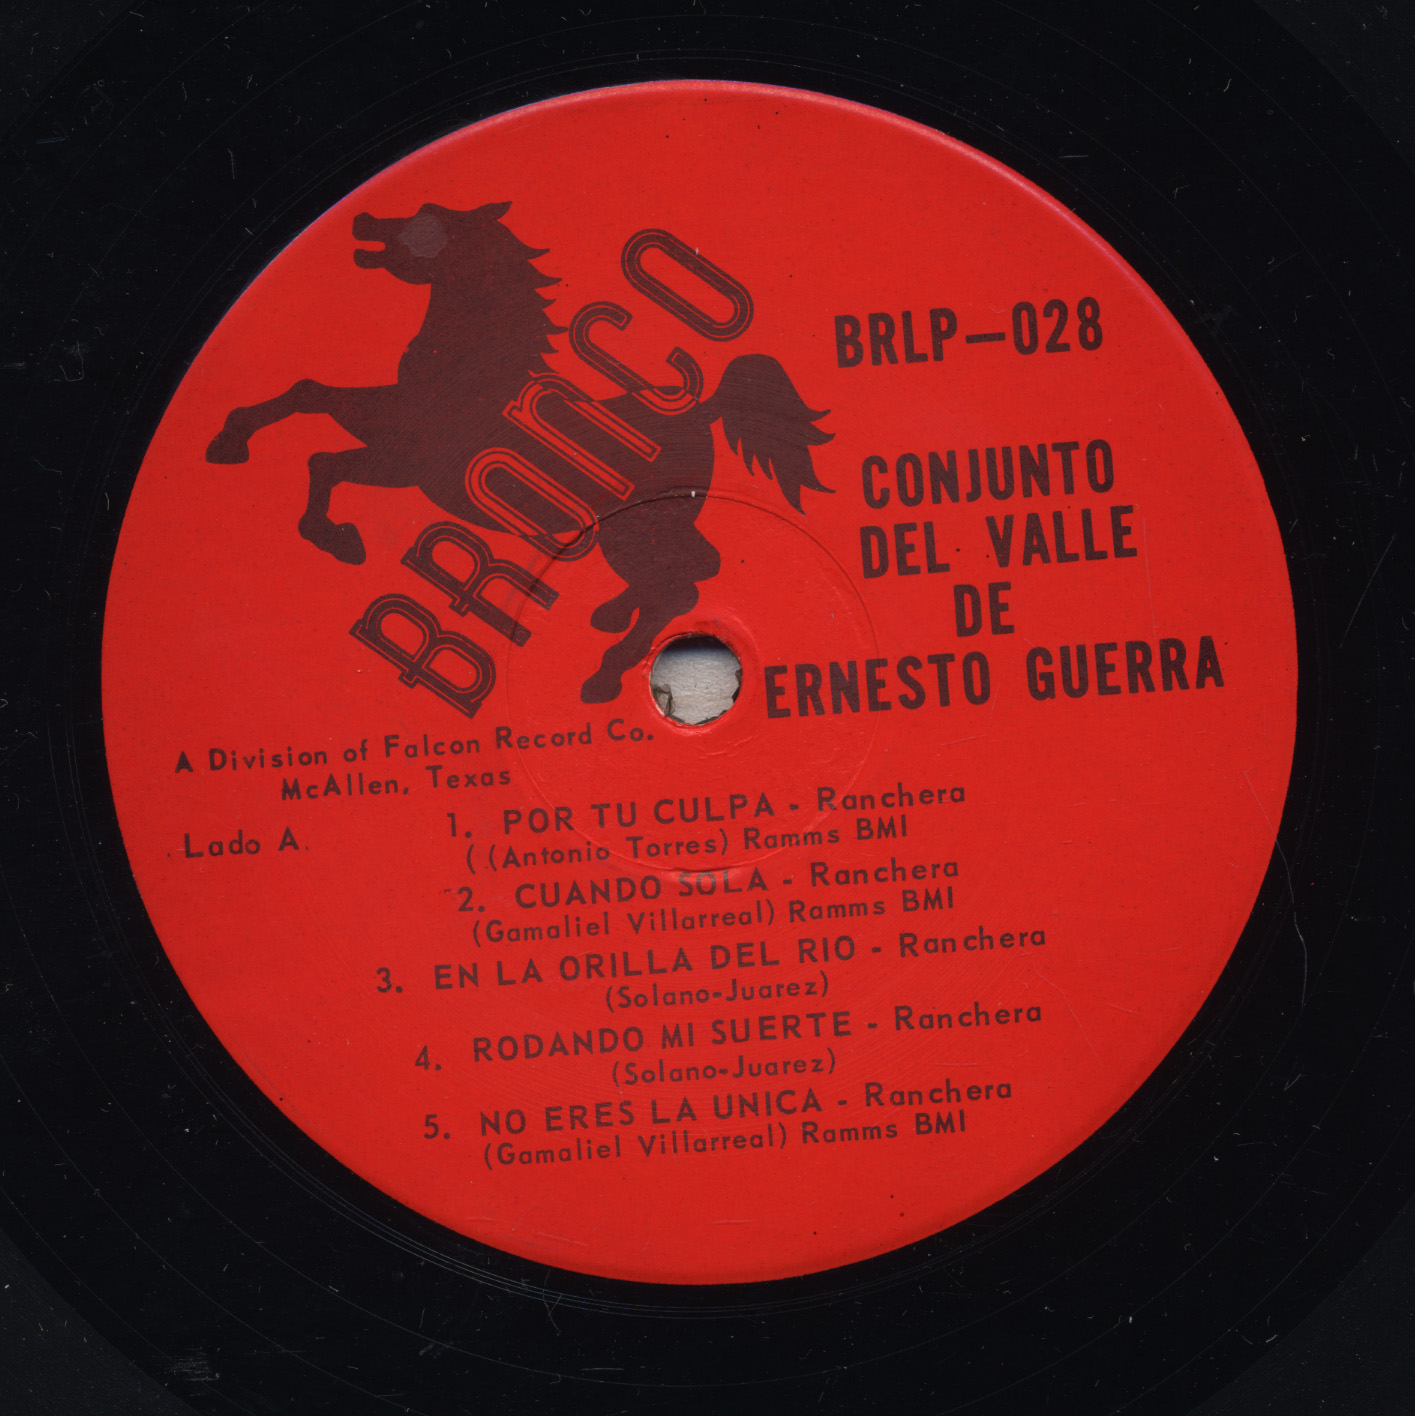 BRONCO
BRLP—028
CONJUNTO
DEL VALLE
DE
ERNESTO GUERRA
A Division of Falcon Record Co.
McAllen, Texas
Lado A.
1. POR TU CULPA - Ranchera
( (Antonio Torres) Ramms BMI
2. CUANDO SOLA - Ranchera
(Gamaliel Villarreal) Ramms BMI
3. EN LA ORILLA DEL RIO - Ranchera
(Solano-Juarez)
4. RODANDO MI SUERTE - Ranchera
(Solano-Juarez)
5. NO ERES LA UNICA - Ranchera
(Gamaliel Villarreal) Ramms BMI